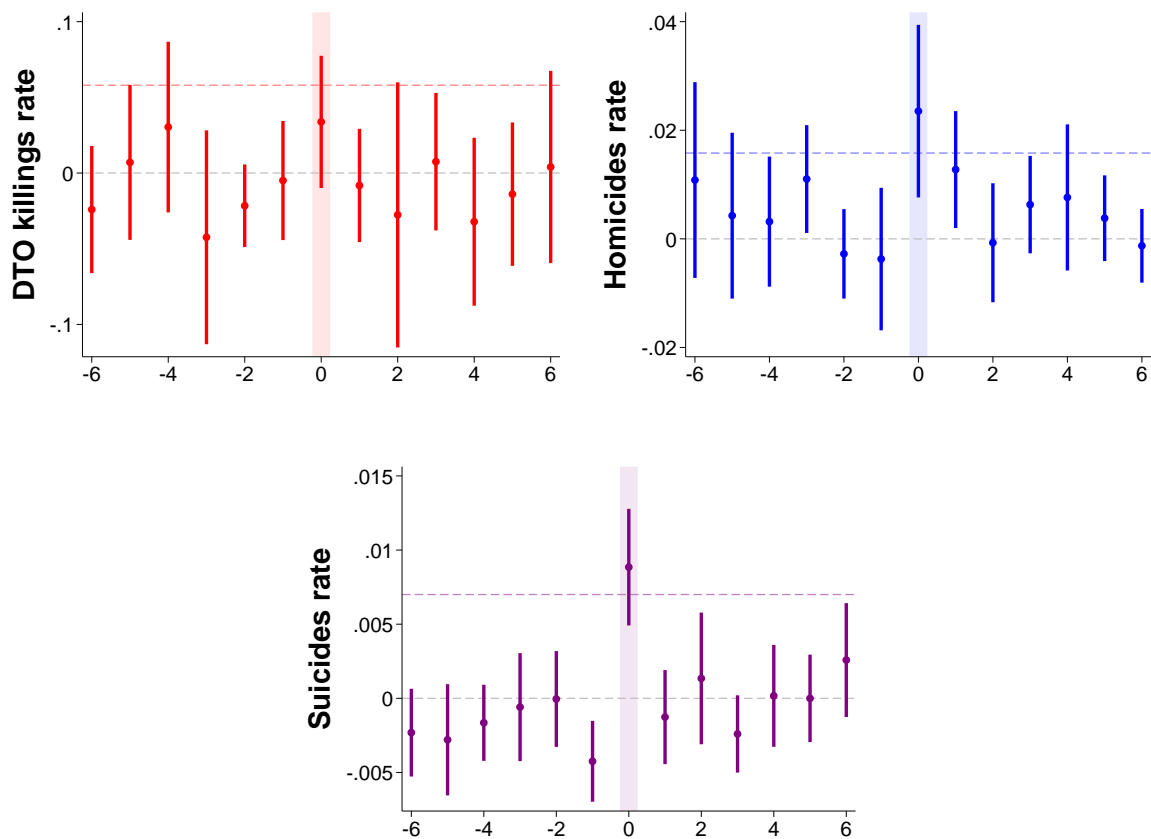 DTO killings rate
.1
0
-.1
-6 -4 -2 0 2 4 6
Homicides rate
.04
.02
0
-.02
-6 -4 -2 0 2 4 6
Suicides rate
.015
.01
.005
0
-.005
-6 -4 -2 0 2 4 6